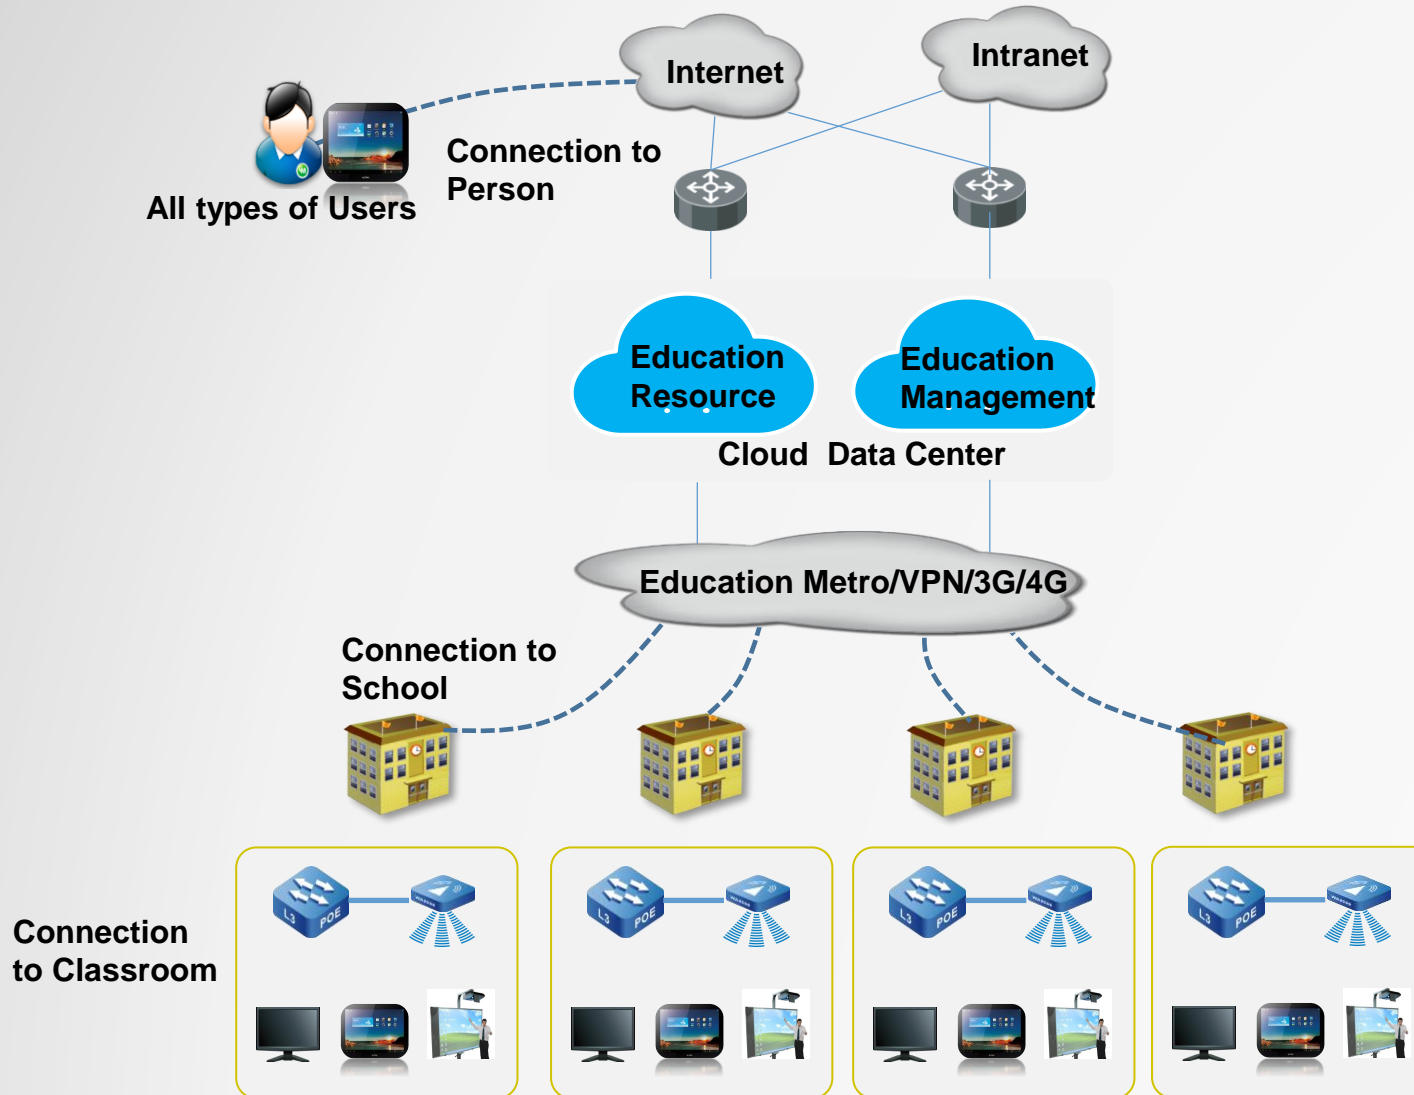 Internet
Intranet
Connection to
Person
All types of Users
Education
Resource
Education
Management
Cloud  Data Center
Education Metro/VPN/3G/4G
Connection to
School
L3 POE
L3 POE
L3 POE
L3 POE
Connection
to Classroom